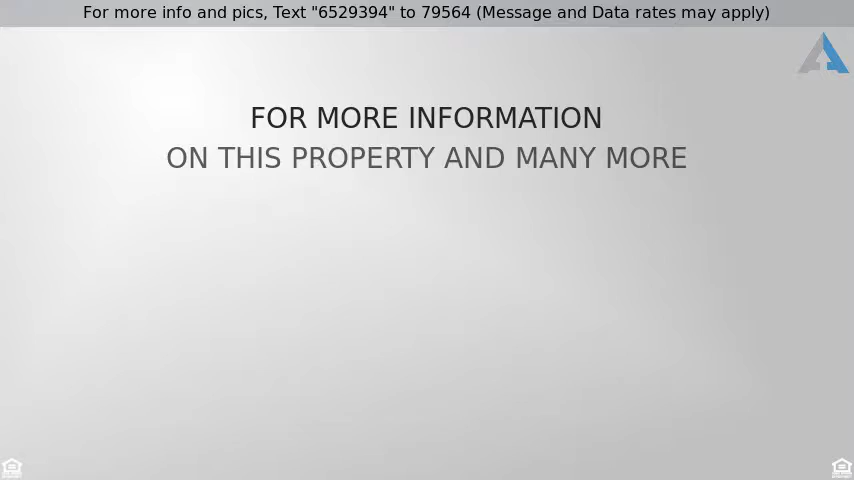 For more info and pics, Text "6529394" to 79564 (Message and Data rates may apply)
FOR MORE INFORMATION
ON THIS PROPERTY AND MANY MORE